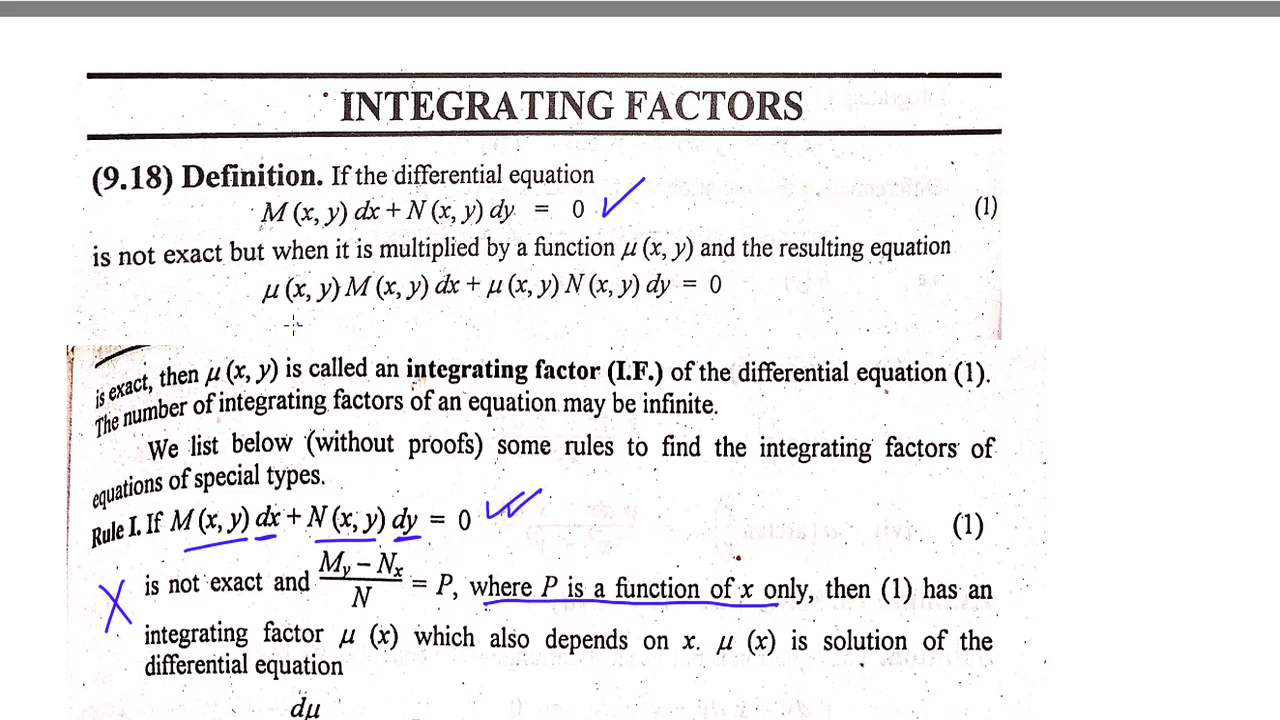 INTEGRATING FACTORS
(9.18) Definition. If the differential equation
M (x, y) dx + N (x, y) dy = 0 (1)
is not exact but when it is multiplied by a function μ (x, y) and the resulting equation
μ (x, y) M (x, y) dx + μ (x, y) N (x, y) dy = 0
is exact, then μ (x, y) is called an integrating factor (I.F.) of the differential equation (1).
The number of integrating factors of an equation may be infinite.
We list below (without proofs) some rules to find the integrating factors of
equations of special types.
Rule I. If M (x, y) dx + N (x, y) dy = 0 (1)
is not exact and (M_y − N_x)/N = P, where P is a function of x only, then (1) has an
integrating factor μ (x) which also depends on x. μ (x) is solution of the
differential equation
dμ